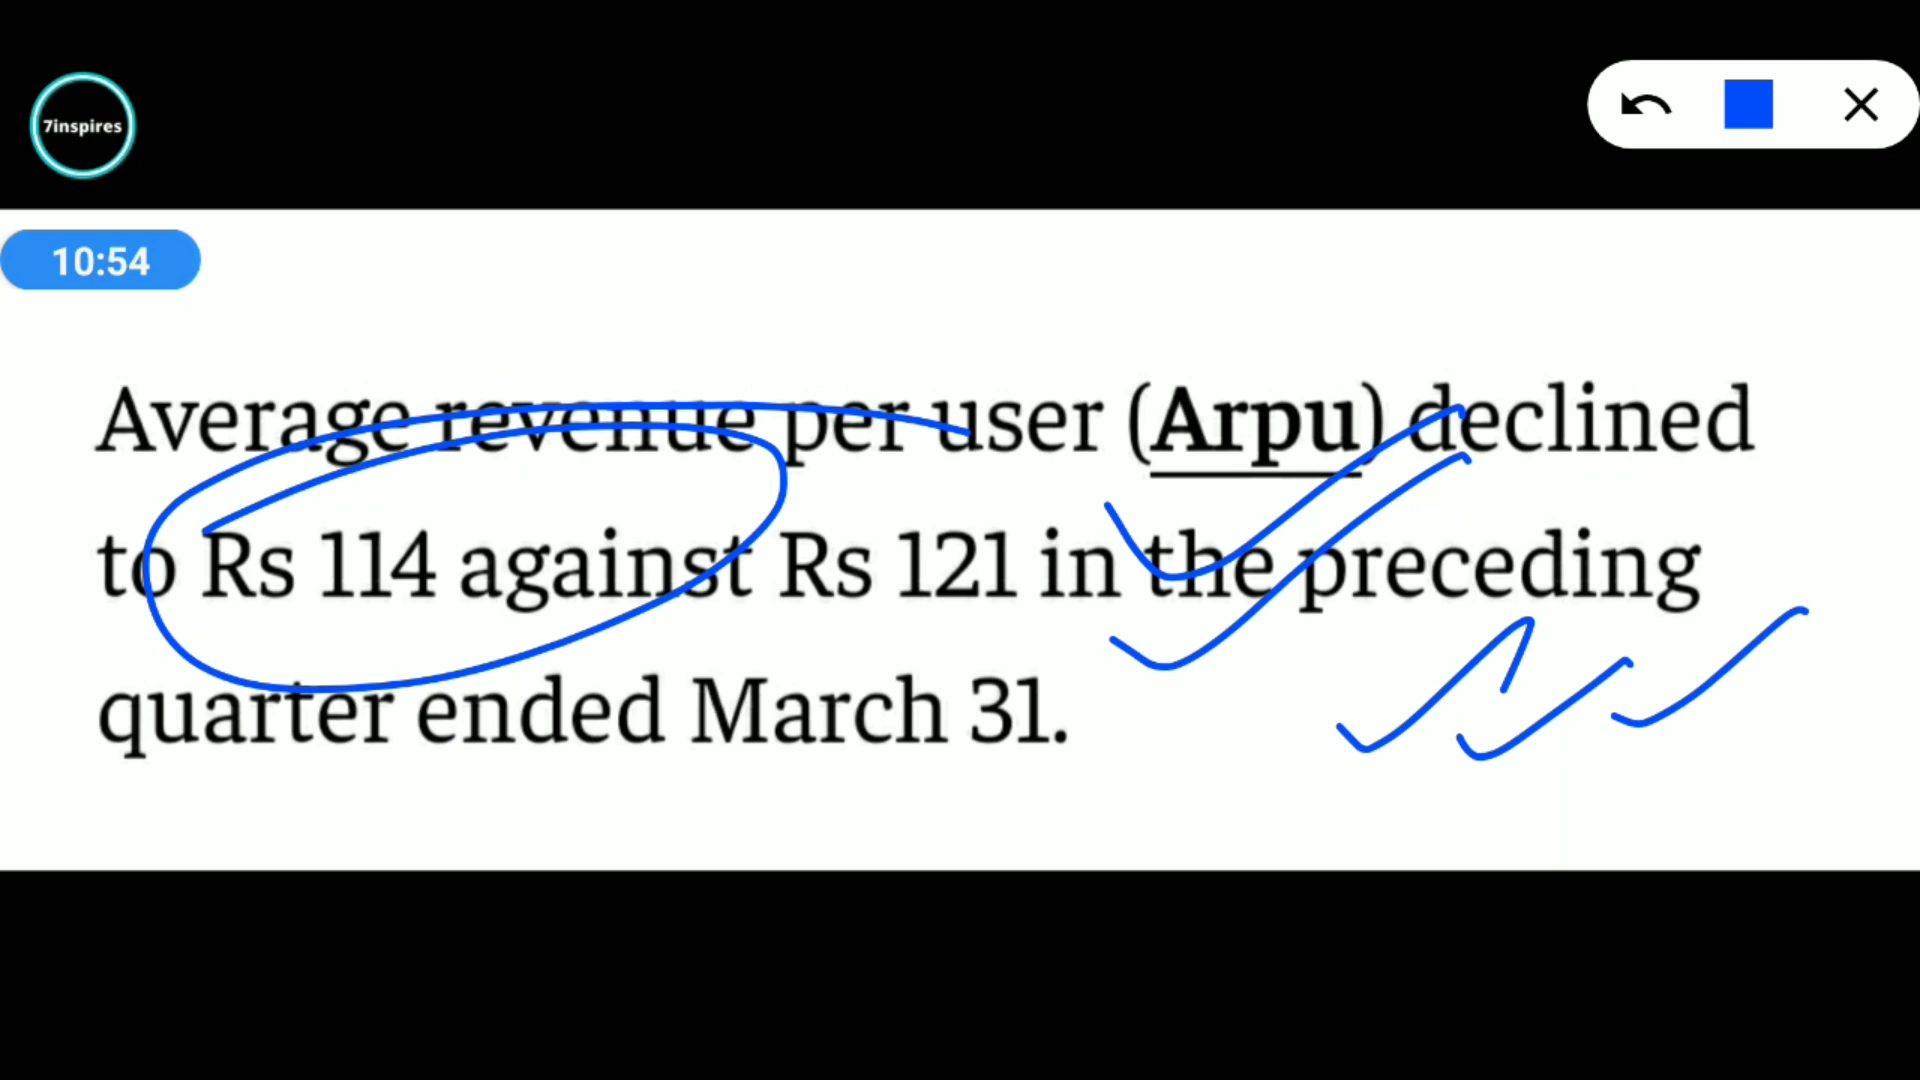 7inspires
10:54
Average revenue per user (Arpu) declined
to Rs 114 against Rs 121 in the preceding
quarter ended March 31.